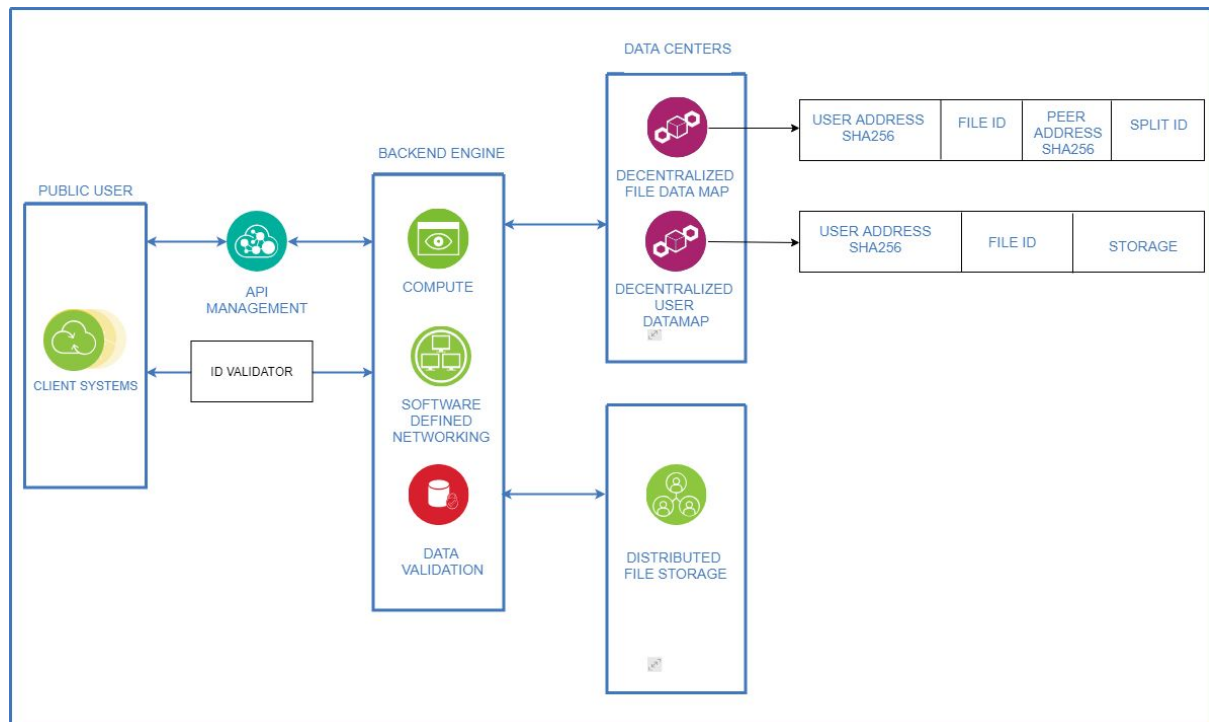 DATA CENTERS
USER ADDRESS
SHA256
FILE ID
PEER
ADDRESS
SHA256
SPLIT ID
BACKEND ENGINE
DECENTRALIZED
FILE DATA MAP
PUBLIC USER
USER ADDRESS
SHA256
FILE ID
STORAGE
API
MANAGEMENT
COMPUTE
DECENTRALIZED
USER
DATAMAP
CLIENT SYSTEMS
ID VALIDATOR
SOFTWARE
DEFINED
NETWORKING
DATA
VALIDATION
DISTRIBUTED
FILE STORAGE